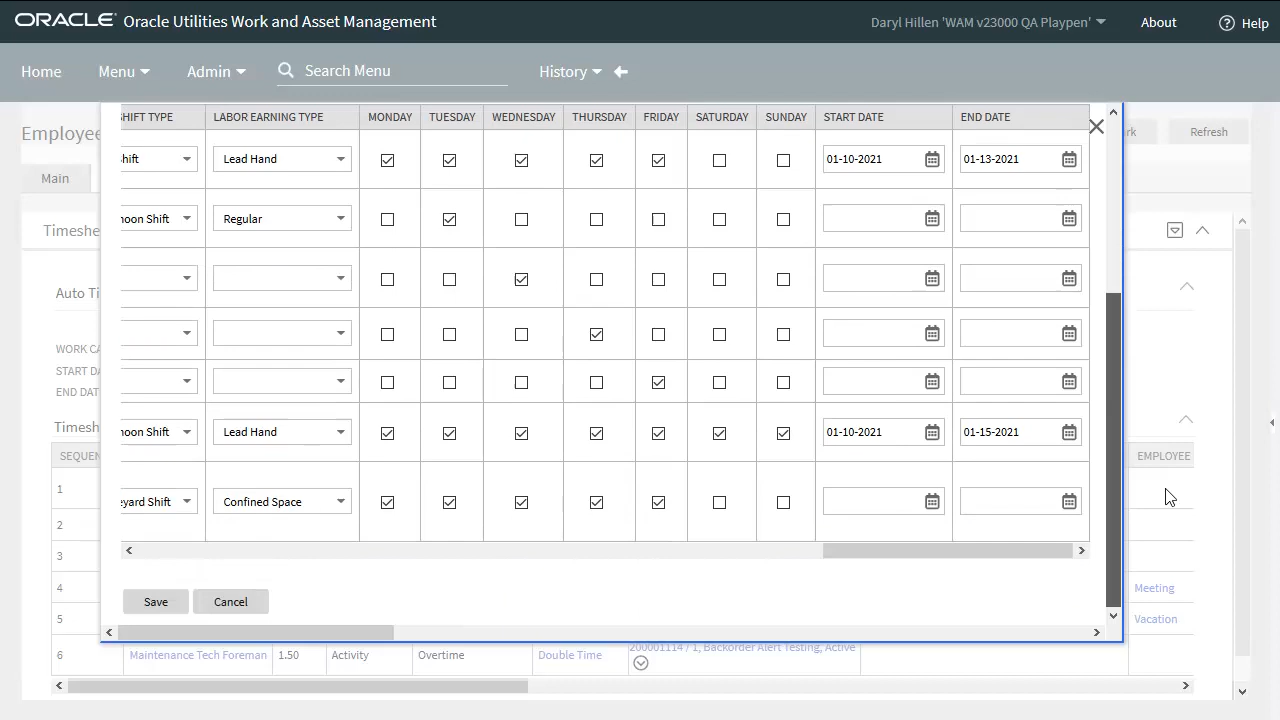 ORACLE Oracle Utilities Work and Asset Management
Daryl Hillen 'WAM v23000 QA Playpen' About Help
Home Menu Admin Search Menu History
Employee
rk Refresh
Main
HIFT TYPE LABOR EARNING TYPE MONDAY TUESDAY WEDNESDAY THURSDAY FRIDAY SATURDAY SUNDAY START DATE END DATE
hift Lead Hand 01-10-2021 01-13-2021
Timeshe
noon Shift Regular
Auto Ti
WORK CA
START DA
END DAT
Timesh
noon Shift Lead Hand 01-10-2021 01-15-2021
SEQUEN EMPLOYEE
1
eyard Shift Confined Space
2
3
4 Meeting
Save Cancel
5 Vacation
6 Maintenance Tech Foreman 1.50 Activity Overtime Double Time 200001114 / 1, Backorder Alert Testing, Active